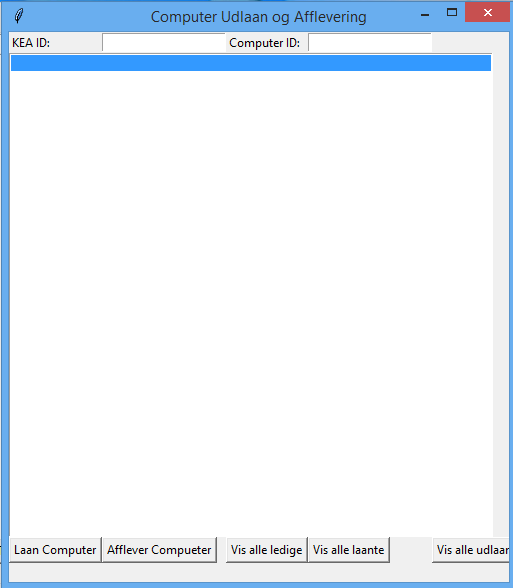 Computer Udlaan og Afflevering
KEA ID: Computer ID:
Laan Computer Afflever Compueter Vis alle ledige Vis alle laante Vis alle udlaan